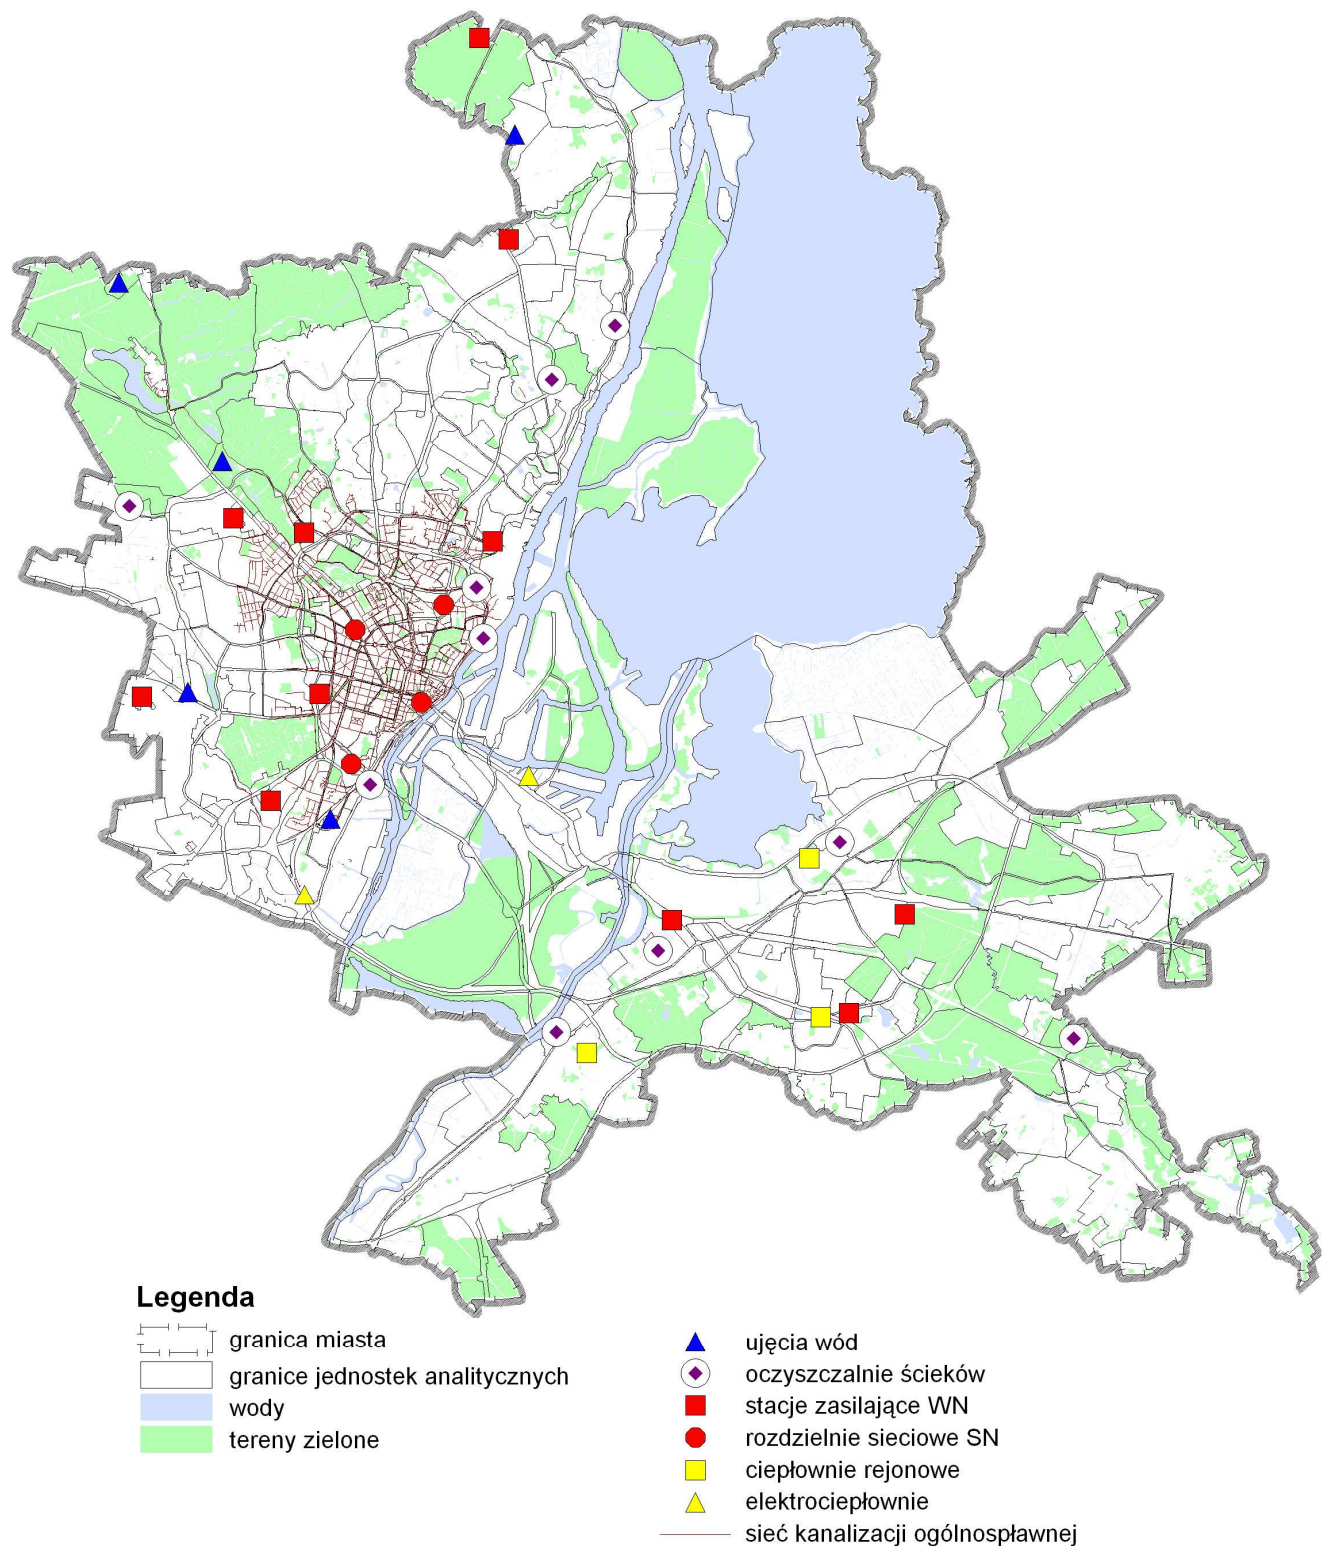 Legenda
granica miasta
granice jednostek analitycznych
wody
tereny zielone
ujęcia wód
oczyszczalnie ścieków
stacje zasilające WN
rozdzielnie sieciowe SN
ciepłownie rejonowe
elektrociepłownie
sieć kanalizacji ogólnospławnej